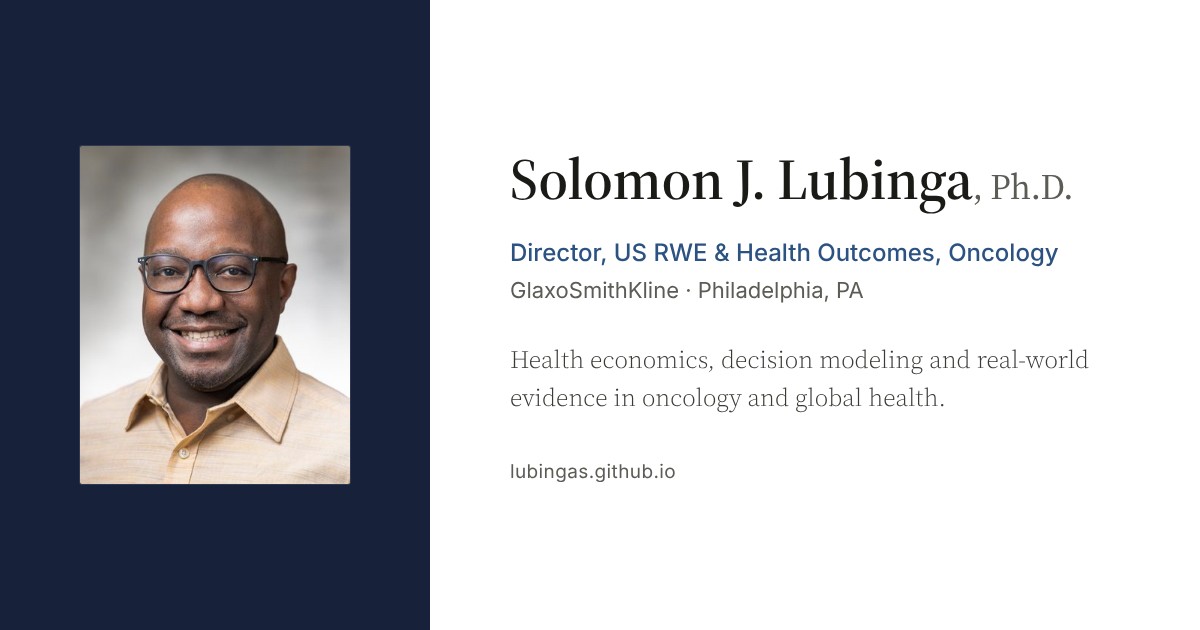 Solomon J. Lubinga, Ph.D.
Director, US RWE & Health Outcomes, Oncology
GlaxoSmithKline · Philadelphia, PA
Health economics, decision modeling and real-world
evidence in oncology and global health.
lubingas.github.io